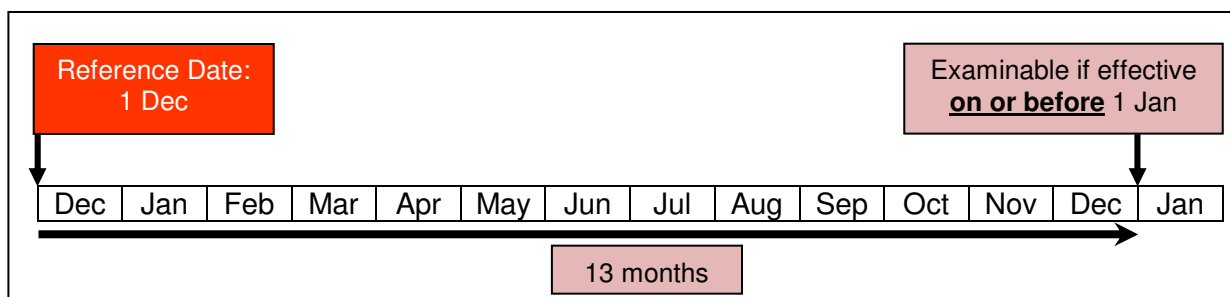 Reference Date:
1 Dec
Examinable if effective
on or before 1 Jan
Dec Jan Feb Mar Apr May Jun Jul Aug Sep Oct Nov Dec Jan
13 months